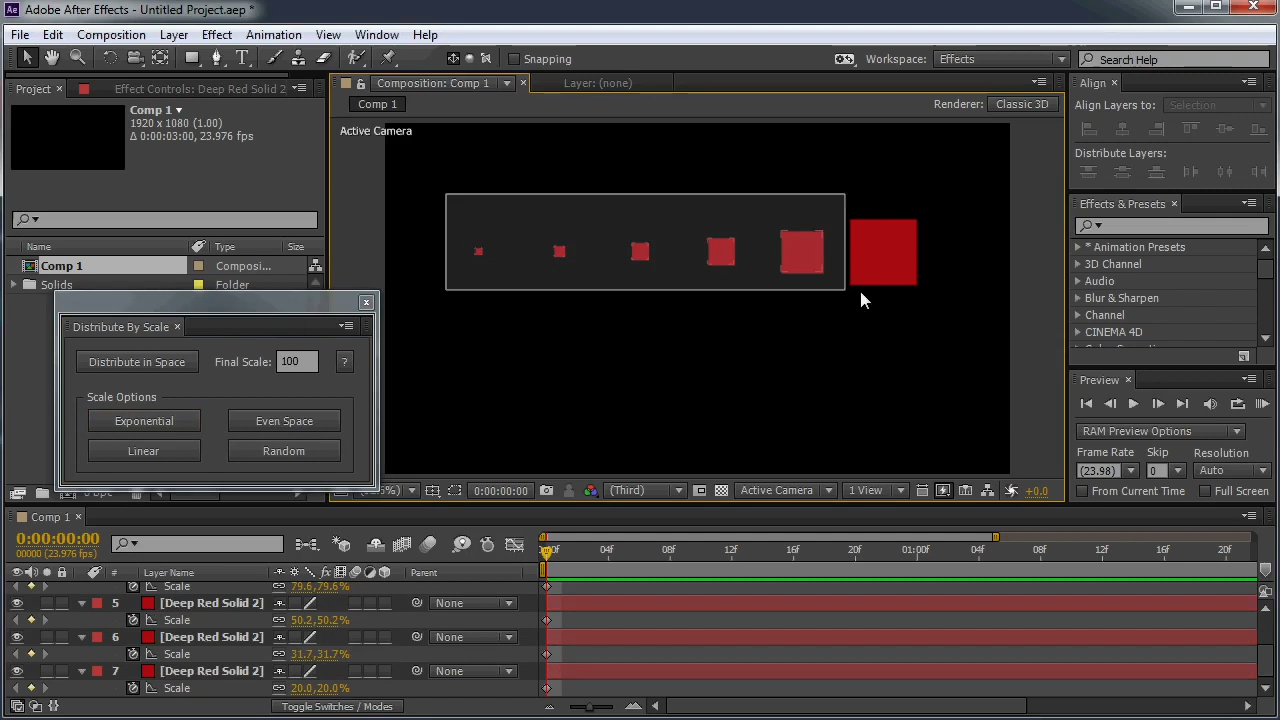 Adobe After Effects - Untitled Project.aep *
File Edit Composition Layer Effect Animation View Window Help
Snapping Workspace: Effects Search Help
Project Effect Controls: Deep Red Solid 2
Composition: Comp 1 Layer: (none)
Align
Comp 1
1920 x 1080 (1.00)
Δ 0:00:03:00, 23.976 fps
Comp 1 Renderer: Classic 3D
Align Layers to: Selection
Active Camera
Distribute Layers:
Effects & Presets
* Animation Presets
3D Channel
Audio
Blur & Sharpen
Channel
CINEMA 4D
Name Type Size
Comp 1 Composi...
Solids Folder
Distribute By Scale
Distribute in Space Final Scale: 100 ?
Scale Options
Exponential Even Space
Linear Random
Preview
RAM Preview Options
Frame Rate Skip Resolution
(23.98) 0 Auto
From Current Time Full Screen
0:00:00:00 (Third) Active Camera 1 View +0.0
Comp 1
0:00:00:00
00000 (23.976 fps)
04f 08f 12f 16f 20f 01:00f 04f 08f 12f 16f 20f
# Layer Name Parent
Scale 79.6,79.6%
5 [Deep Red Solid 2] None
Scale 50.2,50.2%
6 [Deep Red Solid 2] None
Scale 31.7,31.7%
7 [Deep Red Solid 2] None
Scale 20.0,20.0%
Toggle Switches / Modes